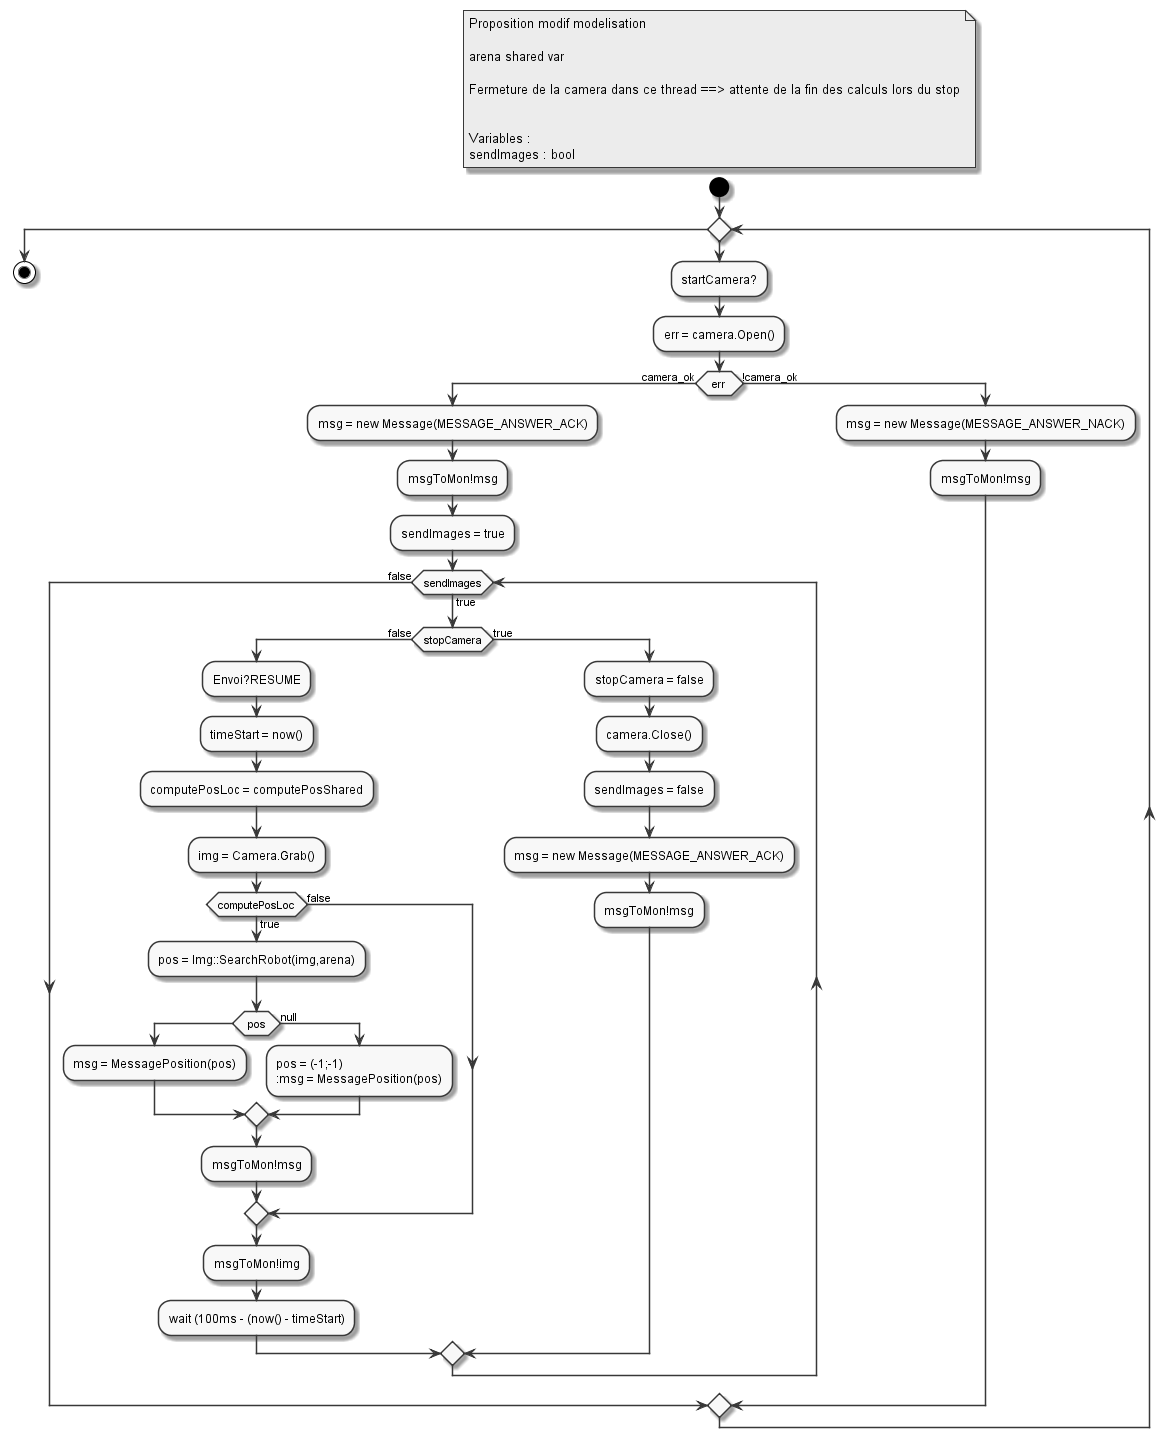 Proposition modif modelisation
arena shared var
Fermeture de la camera dans ce thread ==> attente de la fin des calculs lors du stop
Variables :
sendImages : bool
startCamera?
err = camera.Open()
camera_ok
err
!camera_ok
msg = new Message(MESSAGE_ANSWER_ACK)
msg = new Message(MESSAGE_ANSWER_NACK)
msgToMon!msg
msgToMon!msg
sendImages = true
false
sendImages
true
false
stopCamera
true
Envoi?RESUME
stopCamera = false
timeStart = now()
camera.Close()
computePosLoc = computePosShared
sendImages = false
img = Camera.Grab()
msg = new Message(MESSAGE_ANSWER_ACK)
computePosLoc
false
true
msgToMon!msg
pos = Img::SearchRobot(img,arena)
pos
null
msg = MessagePosition(pos)
pos = (-1;-1)
:msg = MessagePosition(pos)
msgToMon!msg
msgToMon!img
wait (100ms - (now() - timeStart)